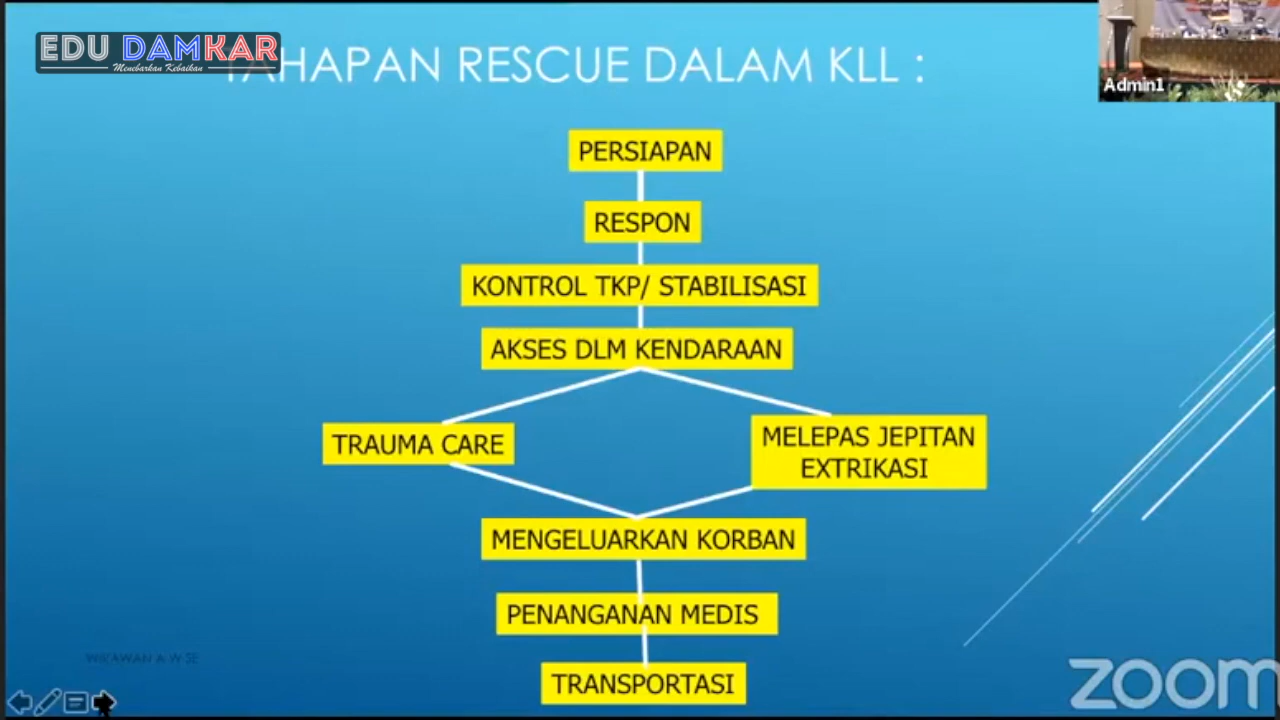 EDU DAMKAR
Menebarkan Kebaikan
TAHAPAN RESCUE DALAM KLL :
Admin1
PERSIAPAN
RESPON
KONTROL TKP/ STABILISASI
AKSES DLM KENDARAAN
TRAUMA CARE
MELEPAS JEPITAN
EXTRIKASI
MENGELUARKAN KORBAN
PENANGANAN MEDIS
TRANSPORTASI
zoom